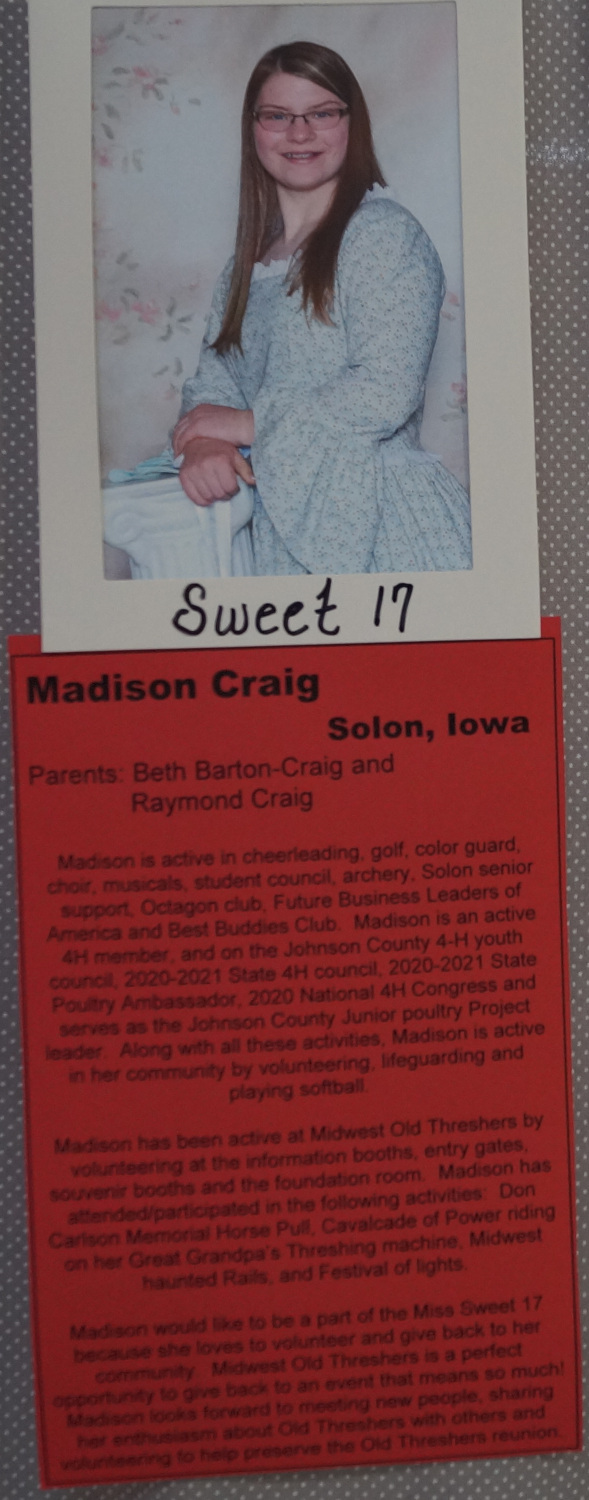 Sweet 17
Madison Craig
Solon, Iowa
Parents: Beth Barton-Craig and
Raymond Craig
Madison is active in cheerleading, golf, color guard,
choir, musicals, student council, archery, Solon senior
support, Octagon club, Future Business Leaders of
America and Best Buddies Club. Madison is an active
4H member, and on the Johnson County 4-H youth
council, 2020-2021 State 4H council, 2020-2021 State
Poultry Ambassador, 2020 National 4H Congress and
serves as the Johnson County Junior poultry Project
leader. Along with all these activities, Madison is active
in her community by volunteering, lifeguarding and
playing softball.
Madison has been active at Midwest Old Threshers by
volunteering at the information booths, entry gates,
souvenir booths and the foundation room. Madison has
attended/participated in the following activities: Don
Carlson Memorial Horse Pull, Cavalcade of Power riding
on her Great Grandpa's Threshing machine, Midwest
haunted Rails, and Festival of lights.
Madison would like to be a part of the Miss Sweet 17
because she loves to volunteer and give back to her
community. Midwest Old Threshers is a perfect
opportunity to give back to an event that means so much!
Madison looks forward to meeting new people, sharing
her enthusiasm about Old Threshers with others and
volunteering to help preserve the Old Threshers reunion.